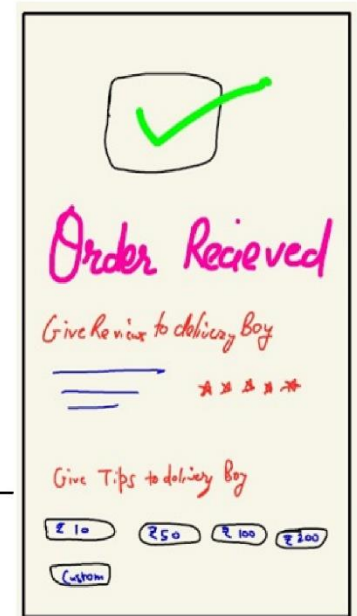 Order Recieved
Give Review to delivery Boy
Give Tips to delivery Boy
₹ 10 ₹50 ₹ 100 ₹ 200
Custom